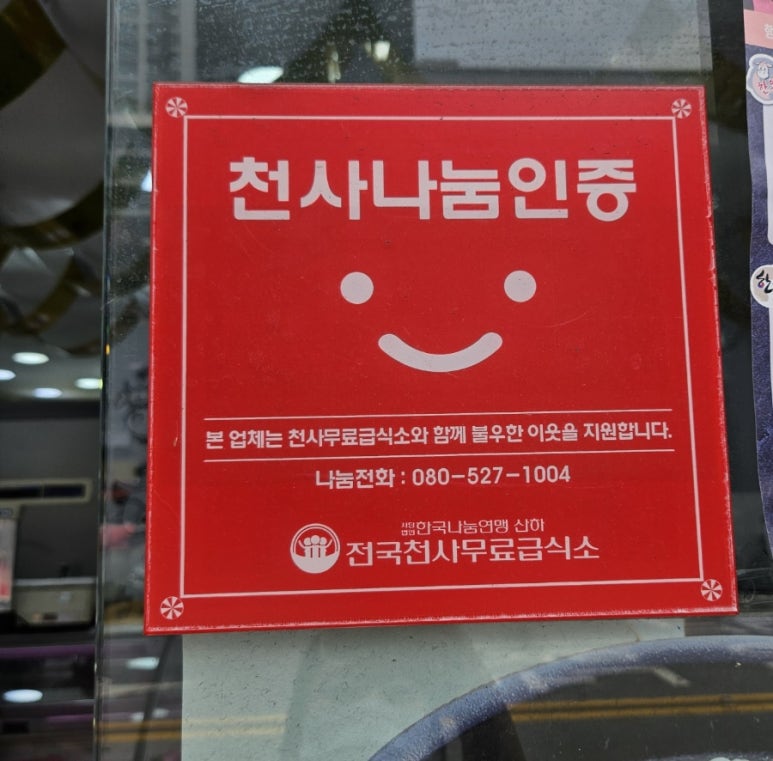 천사나눔인증
본 업체는 천사무료급식소와 함께 불우한 이웃을 지원합니다.
나눔전화 : 080-527-1004
사단법인 한국나눔연맹 산하
전국천사무료급식소
한